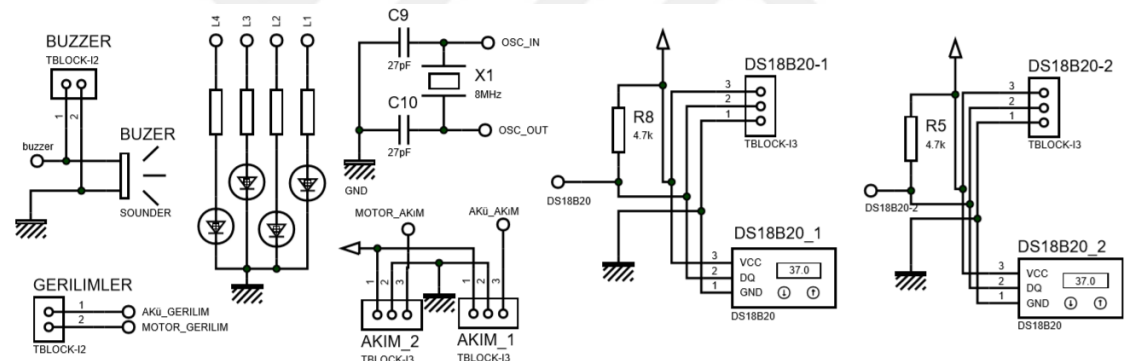 BUZZER
TBLOCK-I2
1
2
buzzer
BUZER
SOUNDER
L4
L3
L2
L1
C9
27pF
OSC_IN
X1
8MHz
C10
27pF
OSC_OUT
GND
GERILIMLER
1
AKü_GERILIM
2
MOTOR_GERILIM
TBLOCK-I2
MOTOR_AKıM
AKü_AKıM
1
2
3
1
2
3
AKIM_2
TBLOCK-I3
AKIM_1
TBLOCK-I3
DS18B20-1
3
2
1
TBLOCK-I3
R8
4.7k
DS18B20
DS18B20_1
3
VCC
2
DQ
1
GND
37.0
DS18B20
DS18B20-2
3
2
1
TBLOCK-I3
R5
4.7k
DS18B20-2
DS18B20_2
3
VCC
2
DQ
1
GND
37.0
DS18B20